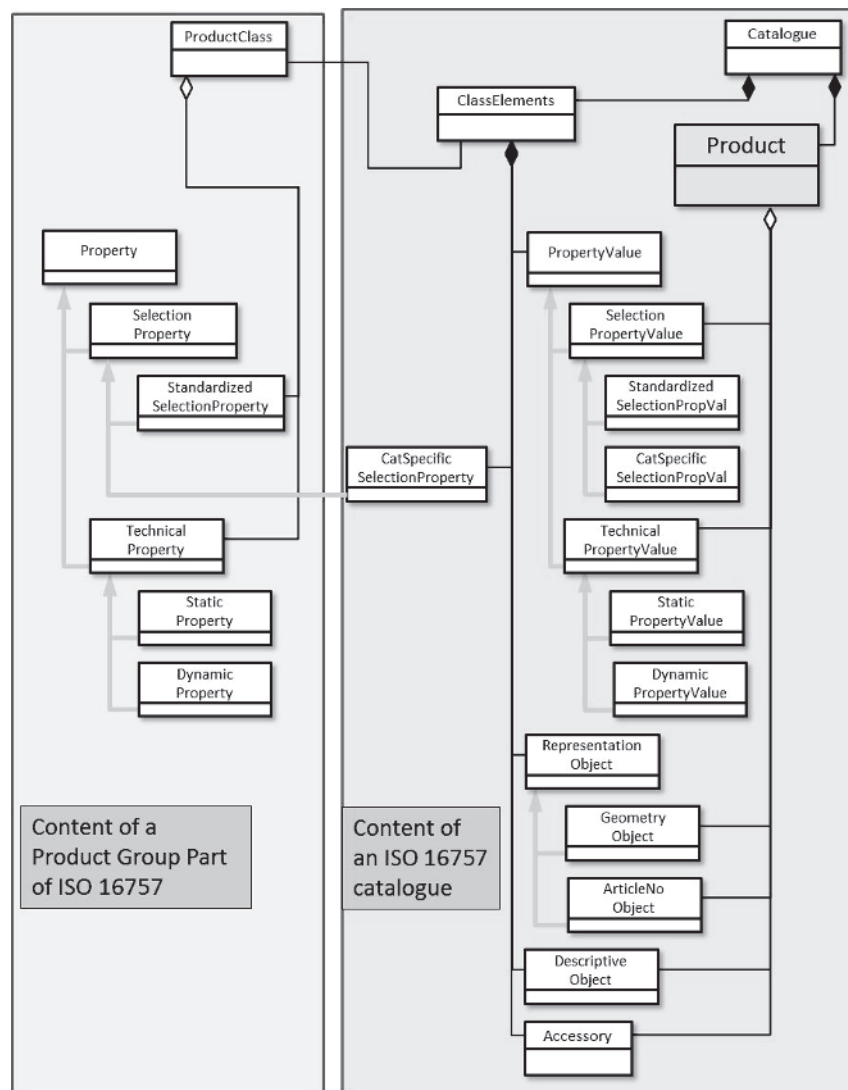 ProductClass
Catalogue
ClassElements
Product
Property
PropertyValue
Selection
Property
Selection
PropertyValue
Standardized
SelectionProperty
Standardized
SelectionPropVal
CatSpecific
SelectionProperty
CatSpecific
SelectionPropVal
Technical
Property
Technical
PropertyValue
Static
Property
Static
PropertyValue
Dynamic
Property
Dynamic
PropertyValue
Representation
Object
Content of a
Product Group Part
of ISO 16757
Content of
an ISO 16757
catalogue
Geometry
Object
ArticleNo
Object
Descriptive
Object
Accessory